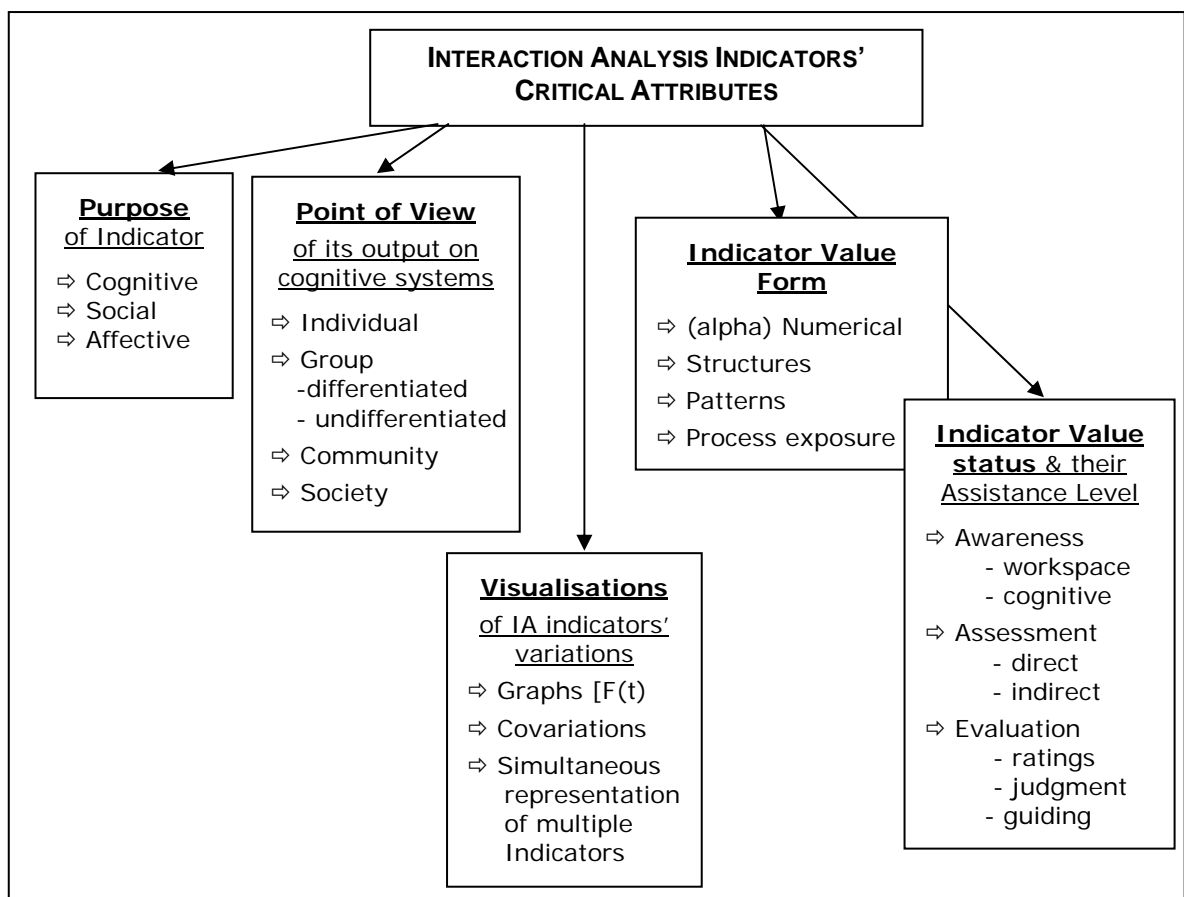 INTERACTION ANALYSIS INDICATORS'
CRITICAL ATTRIBUTES
Purpose
of Indicator
⇨ Cognitive
⇨ Social
⇨ Affective
Point of View
of its output on
cognitive systems
⇨ Individual
⇨ Group
-differentiated
- undifferentiated
⇨ Community
⇨ Society
Visualisations
of IA indicators'
variations
⇨ Graphs [F(t)
⇨ Covariations
⇨ Simultaneous
representation
of multiple
Indicators
Indicator Value
Form
⇨ (alpha) Numerical
⇨ Structures
⇨ Patterns
⇨ Process exposure
Indicator Value
status & their
Assistance Level
⇨ Awareness
- workspace
- cognitive
⇨ Assessment
- direct
- indirect
⇨ Evaluation
- ratings
- judgment
- guiding